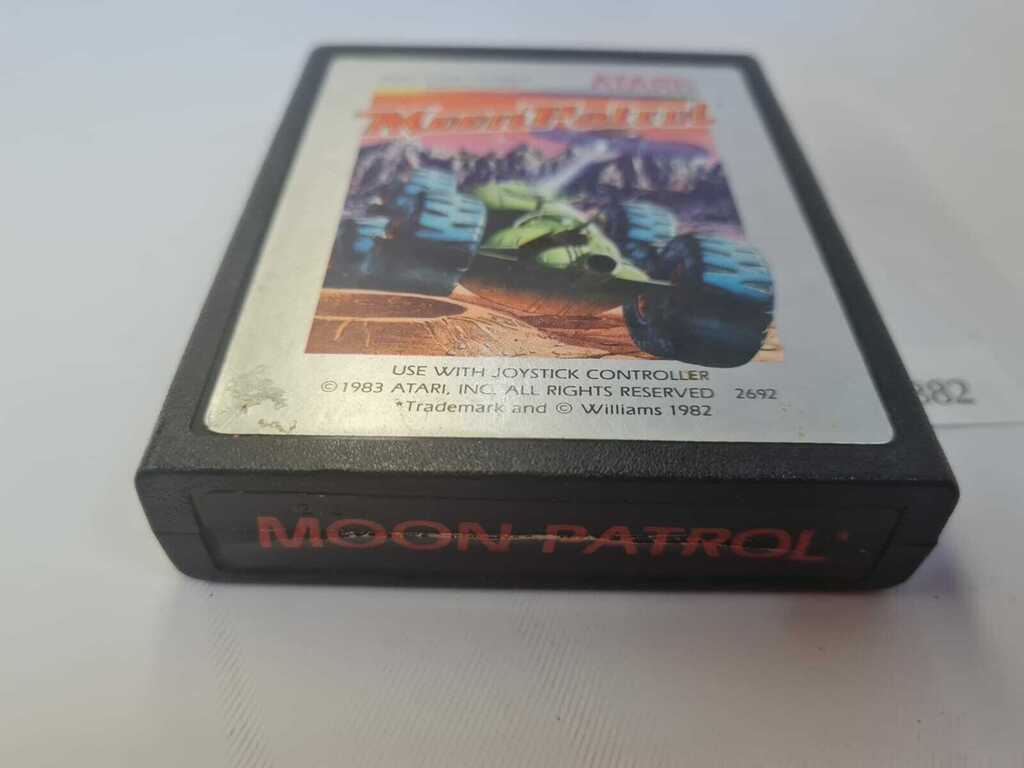 ATARI
Moon Patrol
USE WITH JOYSTICK CONTROLLER
©1983 ATARI, INC. ALL RIGHTS RESERVED 2692
*Trademark and © Williams 1982
882
MOON PATROL*